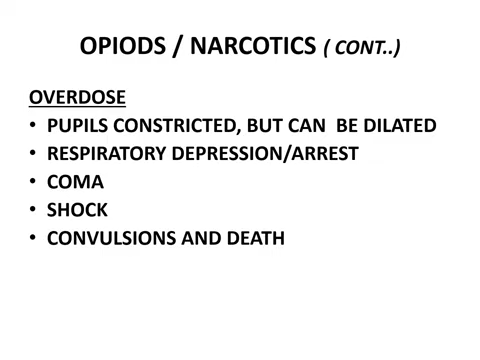 OPIODS / NARCOTICS ( CONT..)
OVERDOSE
• PUPILS CONSTRICTED, BUT CAN BE DILATED
• RESPIRATORY DEPRESSION/ARREST
• COMA
• SHOCK
• CONVULSIONS AND DEATH